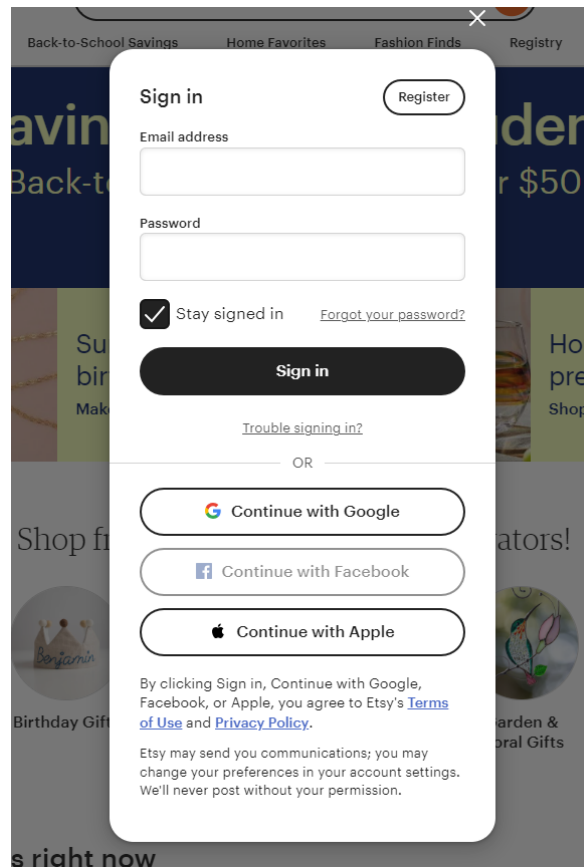 Back-to-School Savings Home Favorites Fashion Finds Registry
Sign in
Register
Email address
Password
Stay signed in
Forgot your password?
Sign in
Trouble signing in?
OR
Continue with Google
Continue with Facebook
Continue with Apple
By clicking Sign in, Continue with Google,
Facebook, or Apple, you agree to Etsy's Terms
of Use and Privacy Policy.
Etsy may send you communications; you may
change your preferences in your account settings.
We'll never post without your permission.
r $50
Shop
Benjamin
Birthday
Gifts
s right now